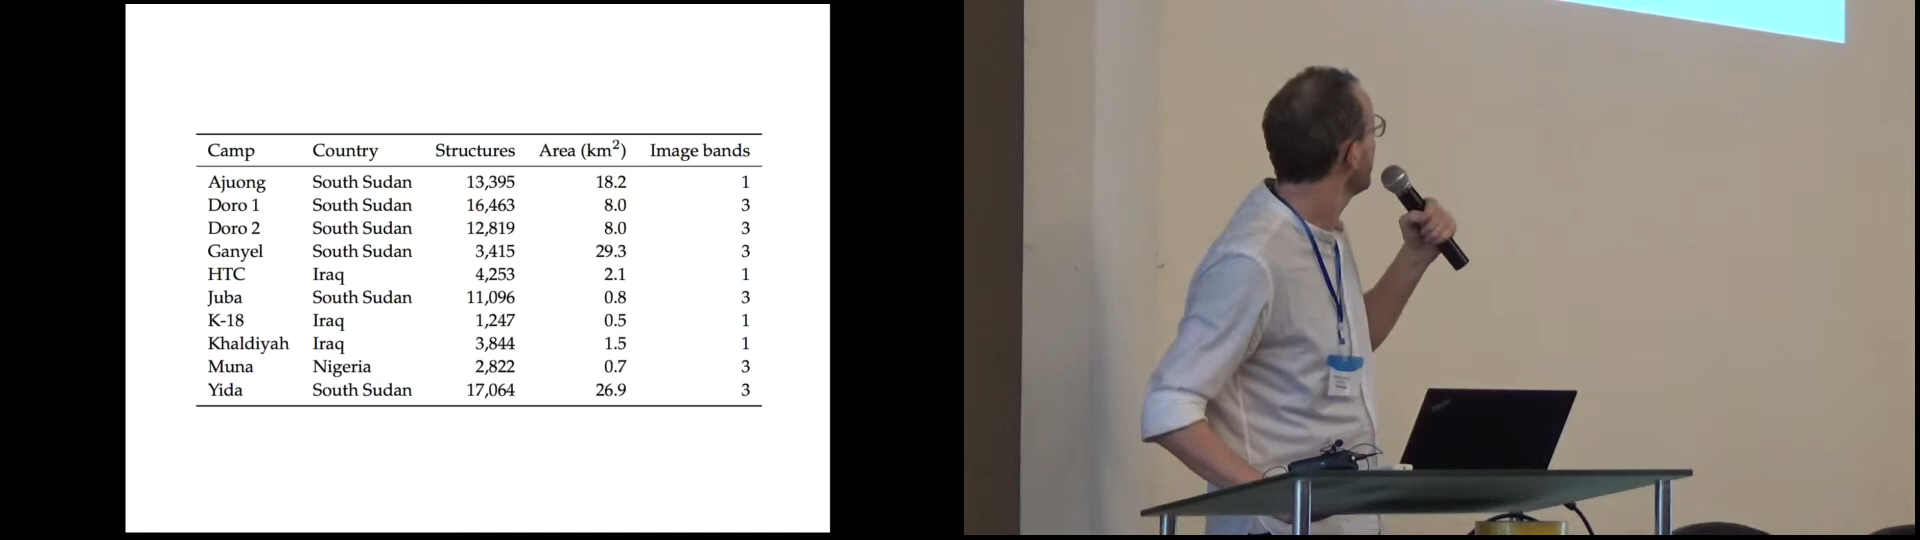 Camp Country Structures Area (km²) Image bands
Ajuong South Sudan 13,395 18.2 1
Doro 1 South Sudan 16,463 8.0 3
Doro 2 South Sudan 12,819 8.0 3
Ganyel South Sudan 3,415 29.3 3
HTC Iraq 4,253 2.1 1
Juba South Sudan 11,096 0.8 3
K-18 Iraq 1,247 0.5 1
Khaldiyah Iraq 3,844 1.5 1
Muna Nigeria 2,822 0.7 3
Yida South Sudan 17,064 26.9 3